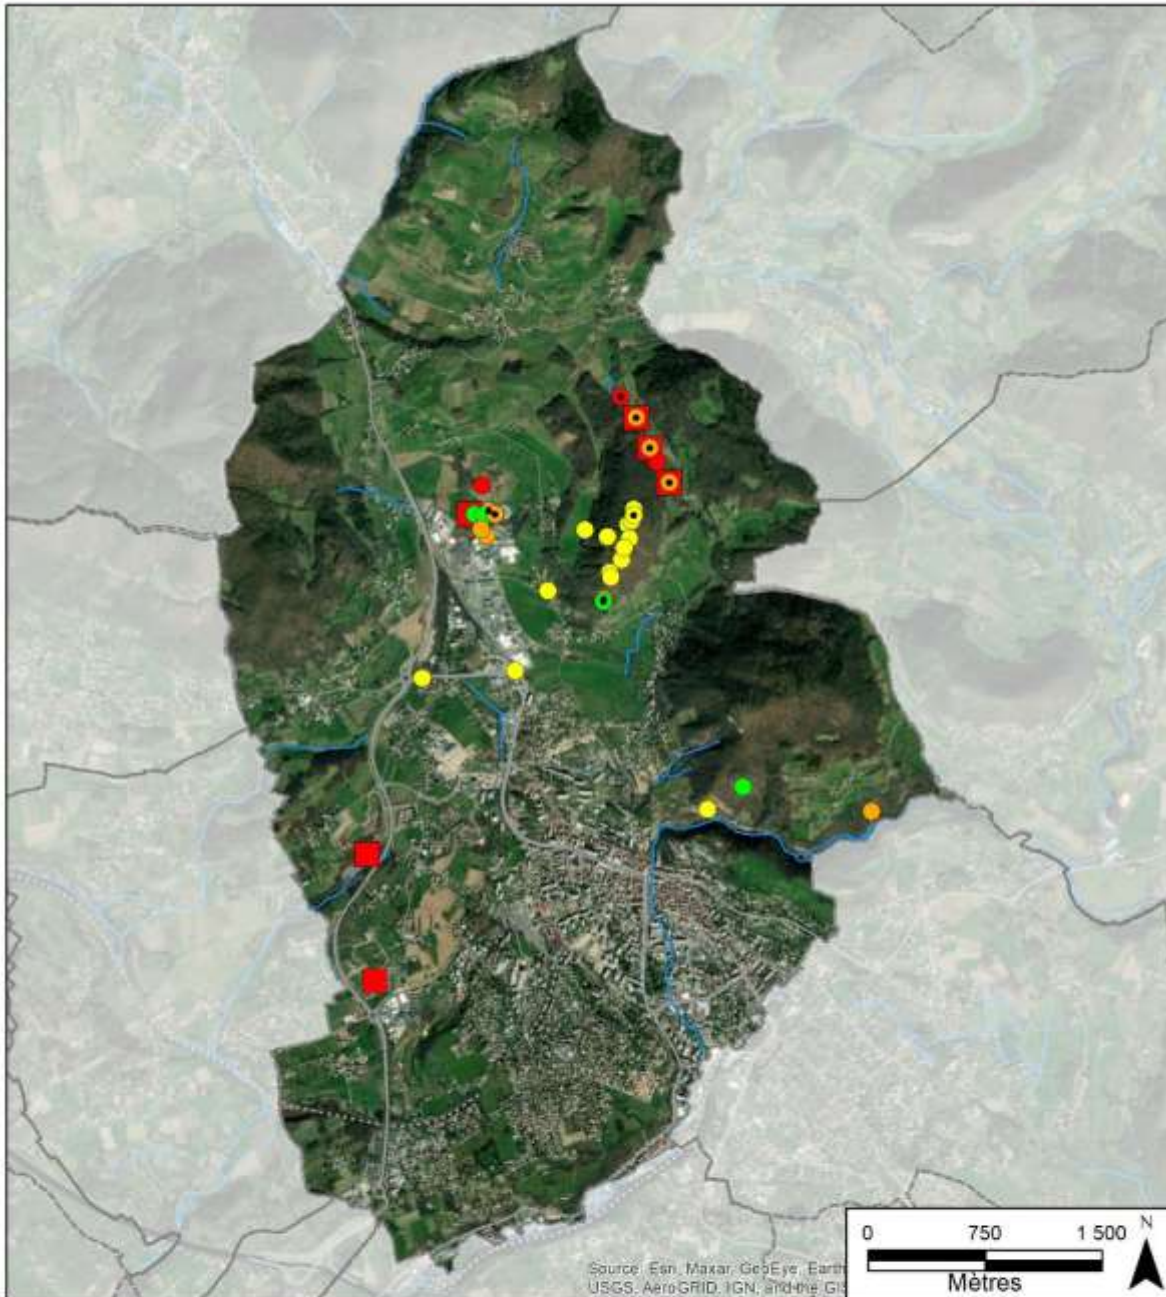 0 750 1 500
N
Mètres
Source: Esri, Maxar, GeoEye, Earth
USGS, AeroGRID, IGN, and the GIS